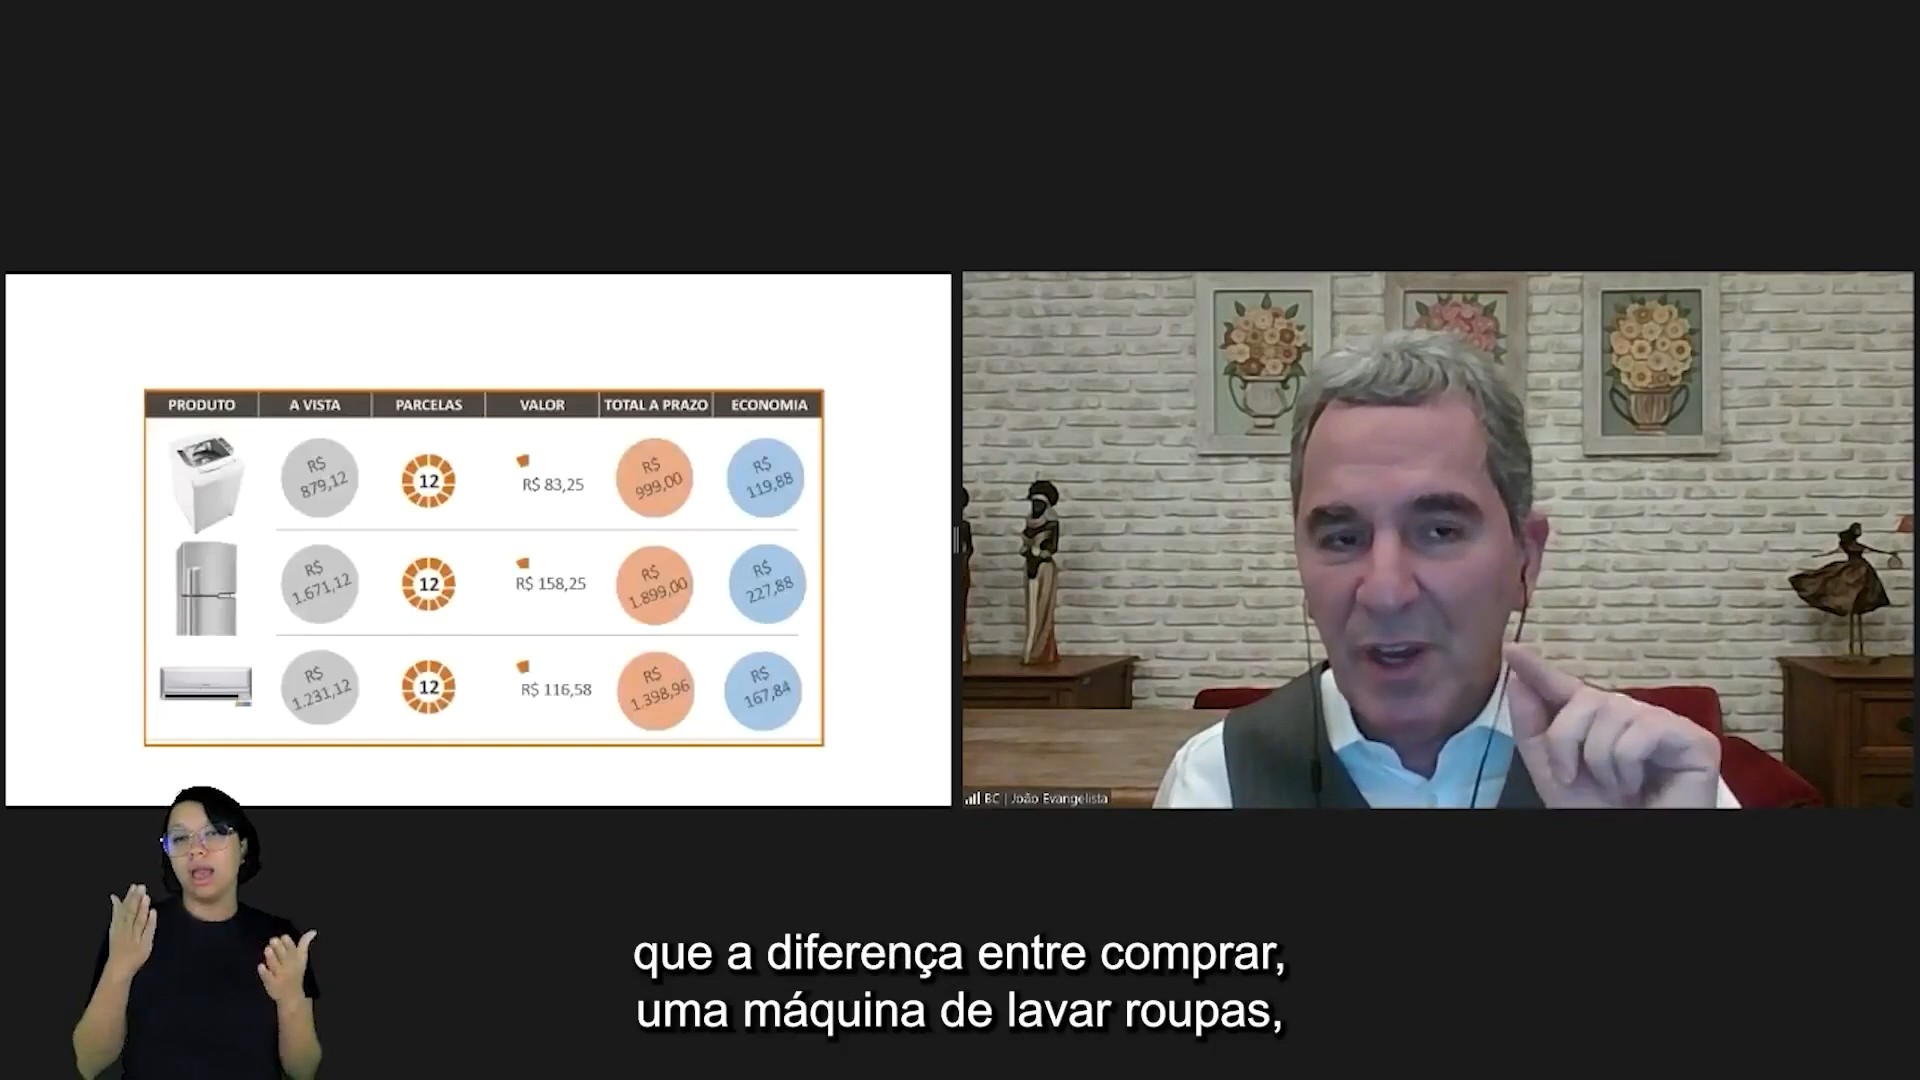 PRODUTO A VISTA PARCELAS VALOR TOTAL A PRAZO ECONOMIA
R$ 879,12 12 R$ 83,25 R$ 999,00 R$ 119,88
R$ 1.671,12 12 R$ 158,25 R$ 1.899,00 R$ 227,88
R$ 1.231,12 12 R$ 116,58 R$ 1.398,96 R$ 167,84
BC | João Evangelista
que a diferença entre comprar,
uma máquina de lavar roupas,